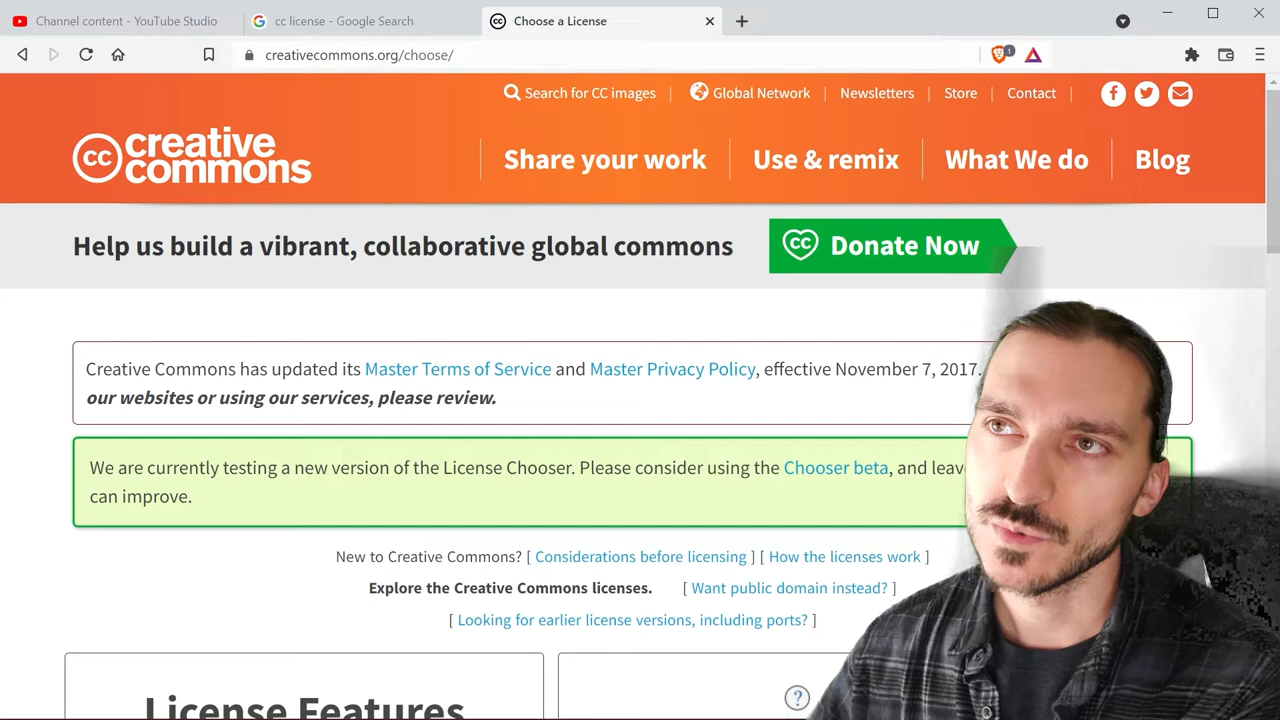 Channel content - YouTube Studio
cc license - Google Search
Choose a License
creativecommons.org/choose/
1
Search for CC images
Global Network
Newsletters
Store
Contact
cc creative commons
Share your work
Use & remix
What We do
Blog
Help us build a vibrant, collaborative global commons
CC Donate Now
Creative Commons has updated its Master Terms of Service and Master Privacy Policy, effective November 7, 2017.
our websites or using our services, please review.
We are currently testing a new version of the License Chooser. Please consider using the Chooser beta, and
can improve.
New to Creative Commons? [ Considerations before licensing ] [ How the licenses work ]
Explore the Creative Commons licenses. [ Want public domain instead? ]
[ Looking for earlier license versions, including ports? ]
License Features
?